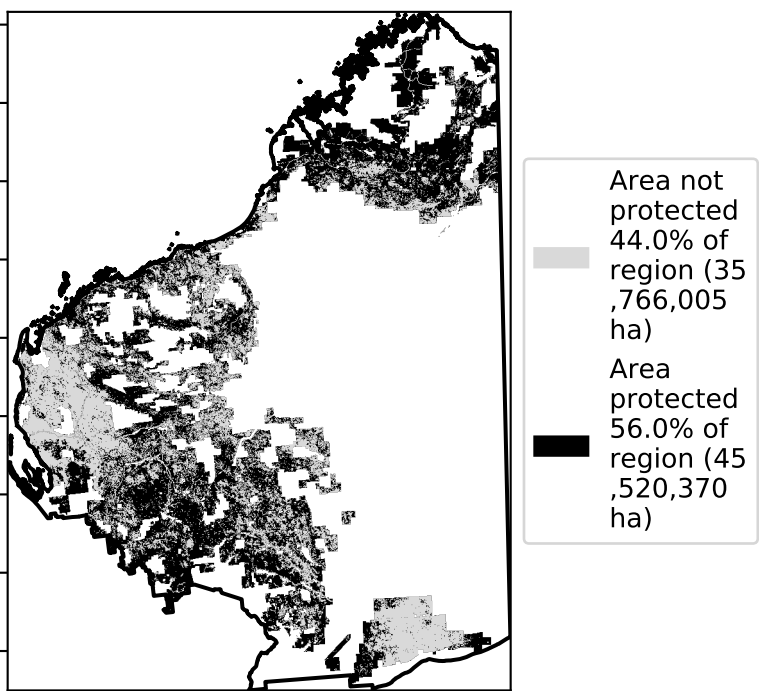 Area not
protected
44.0% of
region (35
,766,005
ha)
Area
protected
56.0% of
region (45
,520,370
ha)